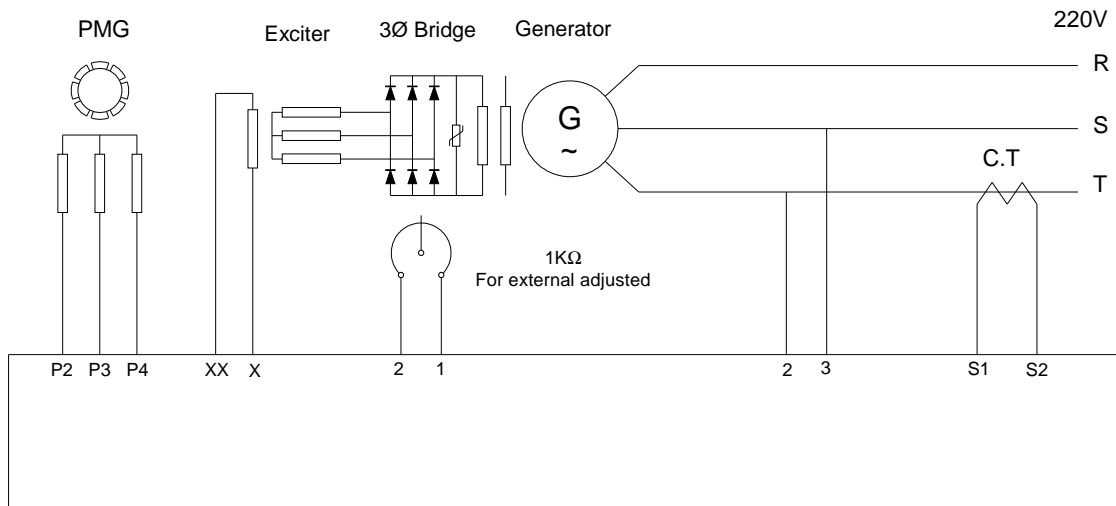 220V
PMG
Exciter
3Ø Bridge
Generator
R
G
~
S
C.T
T
1KΩ
For external adjusted
P2 P3 P4 XX X 2 1 2 3 S1 S2